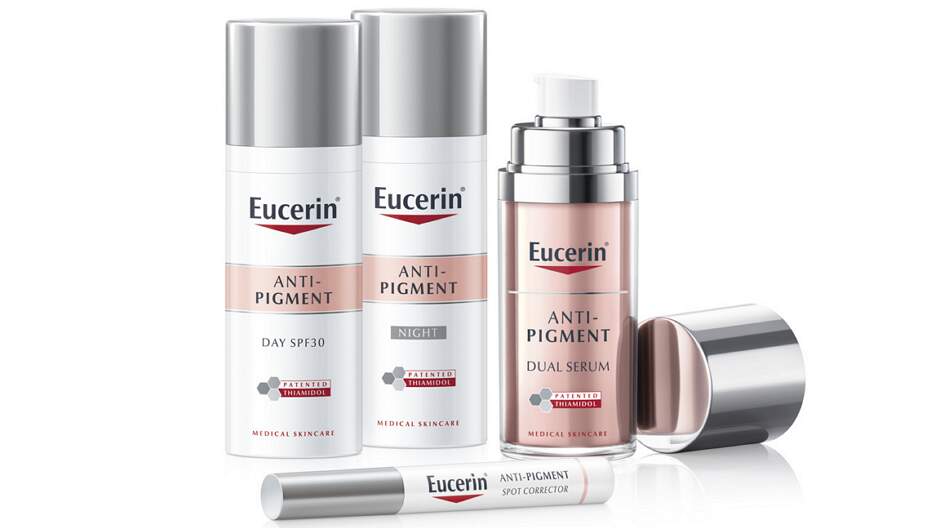 Eucerin®
ANTI-
PIGMENT
DAY SPF30
PATENTED
THIAMIDOL
MEDICAL SKINCARE
Eucerin®
ANTI-
PIGMENT
NIGHT
PATENTED
THIAMIDOL
MEDICAL SKINCARE
Eucerin®
ANTI-
PIGMENT
DUAL SERUM
PATENTED
THIAMIDOL
MEDICAL SKINCARE
Eucerin®
ANTI-PIGMENT
SPOT CORRECTOR